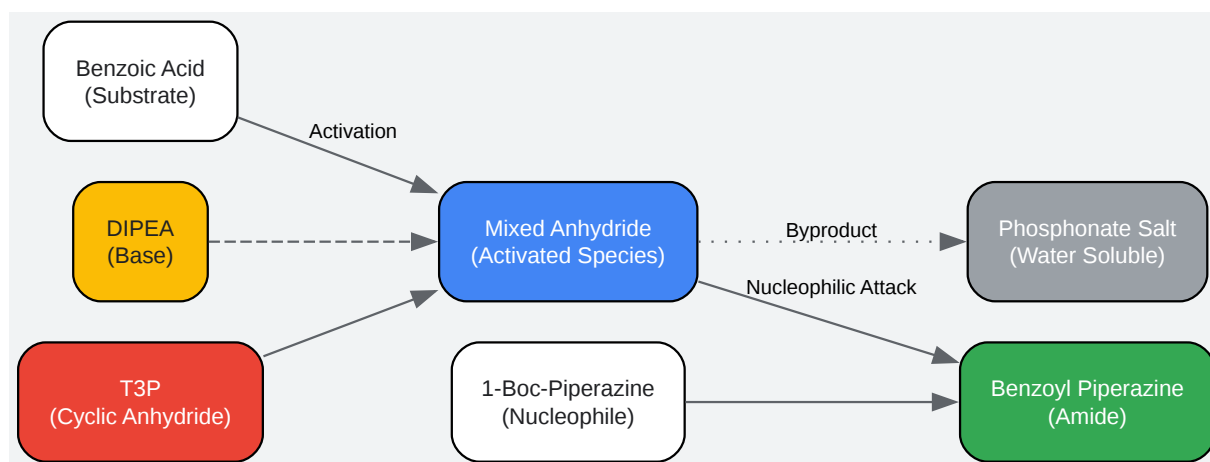 Benzoic Acid
(Substrate)
Activation
DIPEA
(Base)
Mixed Anhydride
(Activated Species)
Byproduct
Phosphonate Salt
(Water Soluble)
Nucleophilic Attack
T3P
(Cyclic Anhydride)
1-Boc-Piperazine
(Nucleophile)
Benzoyl Piperazine
(Amide)